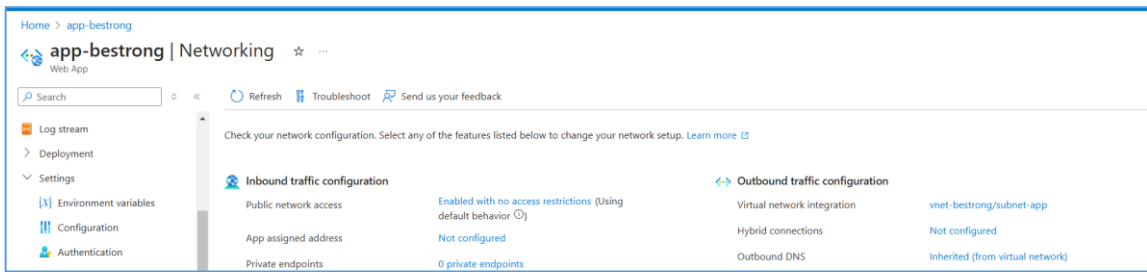 Home > app-bestrong
app-bestrong | Networking
Web App
Search
Refresh Troubleshoot Send us your feedback
Log stream
Deployment
Settings
Environment variables
Configuration
Authentication
Check your network configuration. Select any of the features listed below to change your network setup. Learn more
Inbound traffic configuration
Public network access Enabled with no access restrictions (Using
default behavior)
App assigned address Not configured
Private endpoints 0 private endpoints
Outbound traffic configuration
Virtual network integration vnet-bestrong/subnet-app
Hybrid connections Not configured
Outbound DNS Inherited (from virtual network)